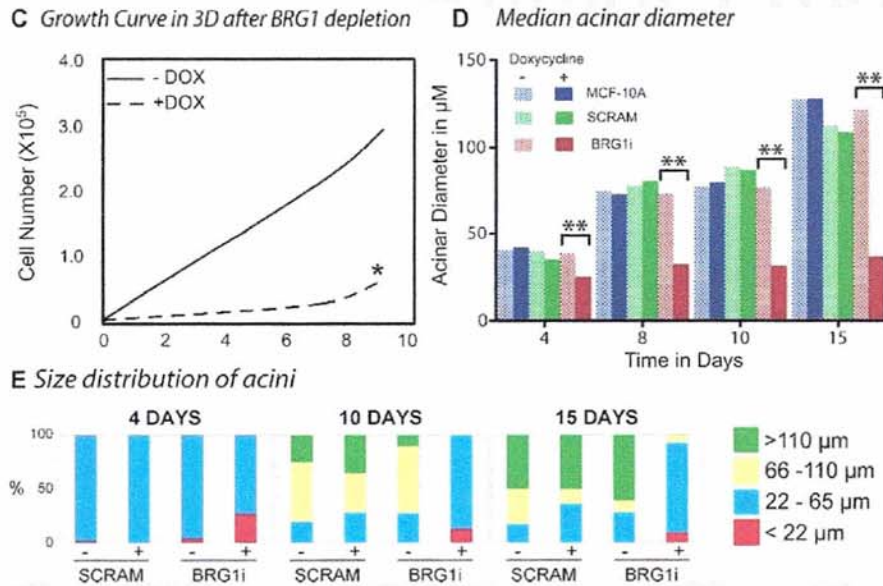 C Growth Curve in 3D after BRG1 depletion
4.0
3.0
2.0
1.0
0
Cell Number (X10⁵)
- DOX
+DOX
*
0 2 4 6 8 10
D Median acinar diameter
150
100
50
0
Acinar Diameter in µM
Doxycycline
- +
MCF-10A
SCRAM
BRG1i
**
**
**
**
4 8 10 15
Time in Days
E Size distribution of acini
4 DAYS 10 DAYS 15 DAYS
100
50
0
%
- + - + - + - + - + - +
SCRAM BRG1i SCRAM BRG1i SCRAM BRG1i
>110 µm
66 -110 µm
22 - 65 µm
< 22 µm